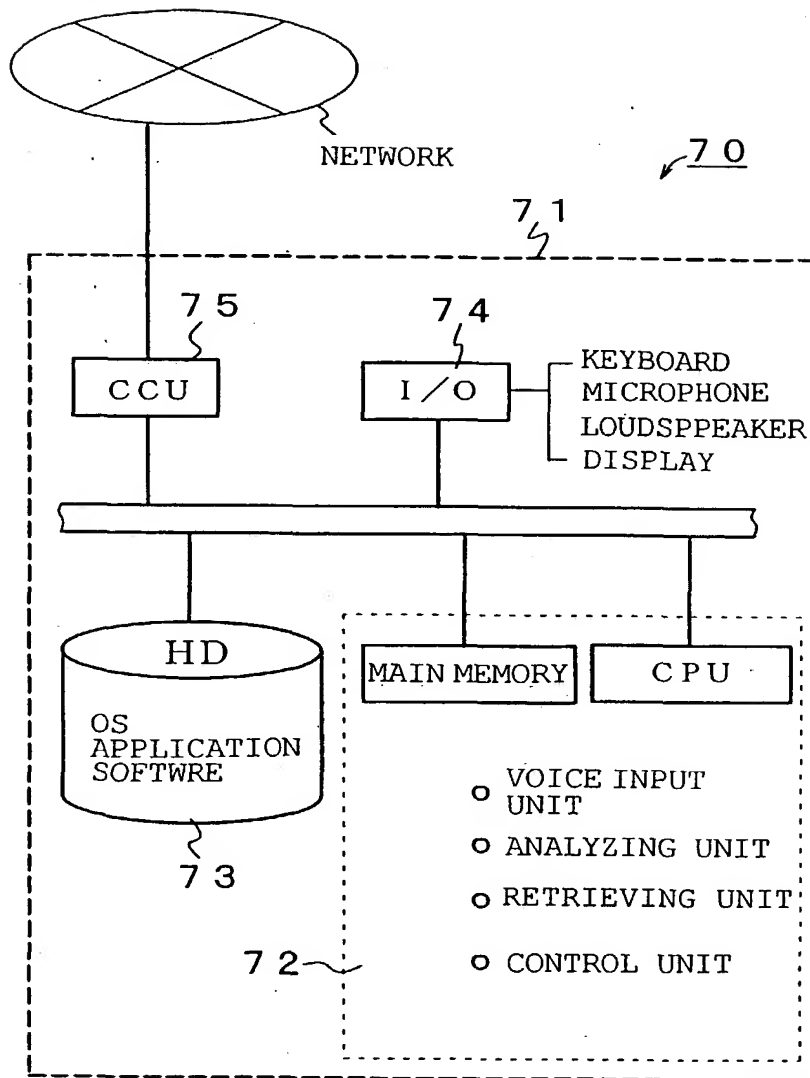 NETWORK
70
71
75
74
CCU
I/O
KEYBOARD
MICROPHONE
LOUDSPPEAKER
DISPLAY
HD
MAIN MEMORY
CPU
OS
APPLICATION
SOFTWRE
VOICE INPUT
UNIT
ANALYZING UNIT
73
RETRIEVING UNIT
72
CONTROL UNIT